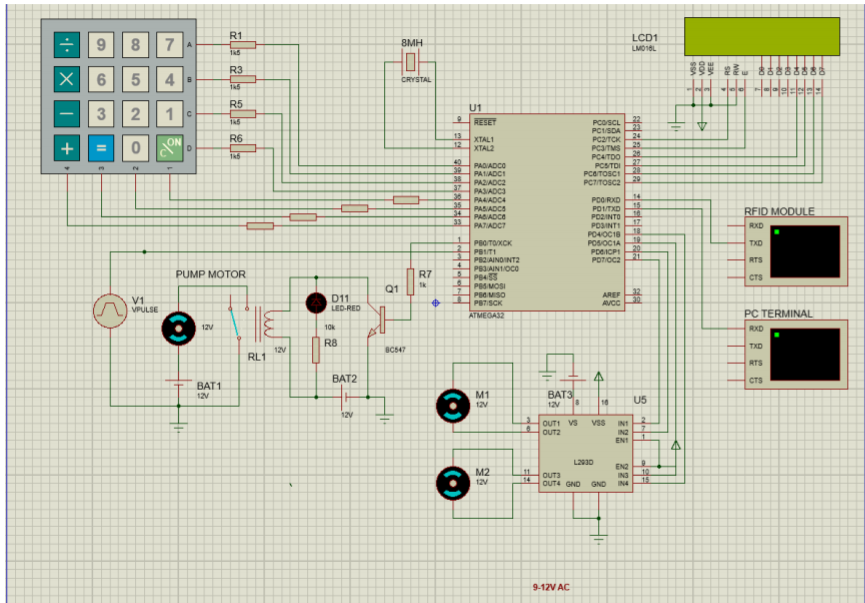 ÷ 9 8 7 A
× 6 5 4 B
− 3 2 1 C
+ = 0 ON C D
4 3 2 1
R1
1k5
R3
1k5
R5
1k5
R6
1k5
8MH
CRYSTAL
LCD1
LM016L
VSS VDD VEE RS RW E D0 D1 D2 D3 D4 D5 D6 D7
1 2 3 4 5 6 7 8 9 10 11 12 13 14
U1
9 RESET
13 XTAL1
12 XTAL2
40 PA0/ADC0
39 PA1/ADC1
38 PA2/ADC2
37 PA3/ADC3
36 PA4/ADC4
35 PA5/ADC5
34 PA6/ADC6
33 PA7/ADC7
1 PB0/T0/XCK
2 PB1/T1
3 PB2/AIN0/INT2
4 PB3/AIN1/OC0
5 PB4/SS
6 PB5/MOSI
7 PB6/MISO
8 PB7/SCK
PC0/SCL 22
PC1/SDA 23
PC2/TCK 24
PC3/TMS 25
PC4/TDO 26
PC5/TDI 27
PC6/TOSC1 28
PC7/TOSC2 29
PD0/RXD 14
PD1/TXD 15
PD2/INT0 16
PD3/INT1 17
PD4/OC1B 18
PD5/OC1A 19
PD6/ICP1 20
PD7/OC2 21
AREF 32
AVCC 30
ATMEGA32
RFID MODULE
RXD
TXD
RTS
CTS
PC TERMINAL
RXD
TXD
RTS
CTS
PUMP MOTOR
V1
VPULSE
12V
BAT1
12V
RL1
12V
D11
LED-RED
10k
R8
BAT2
12V
Q1
BC547
R7
1k
M1
12V
M2
12V
BAT3
12V
U5
8 16
VS VSS
3 OUT1
6 OUT2
11 OUT3
14 OUT4
IN1 2
IN2 7
EN1 1
EN2 9
IN3 10
IN4 15
L293D
GND GND
9-12V AC